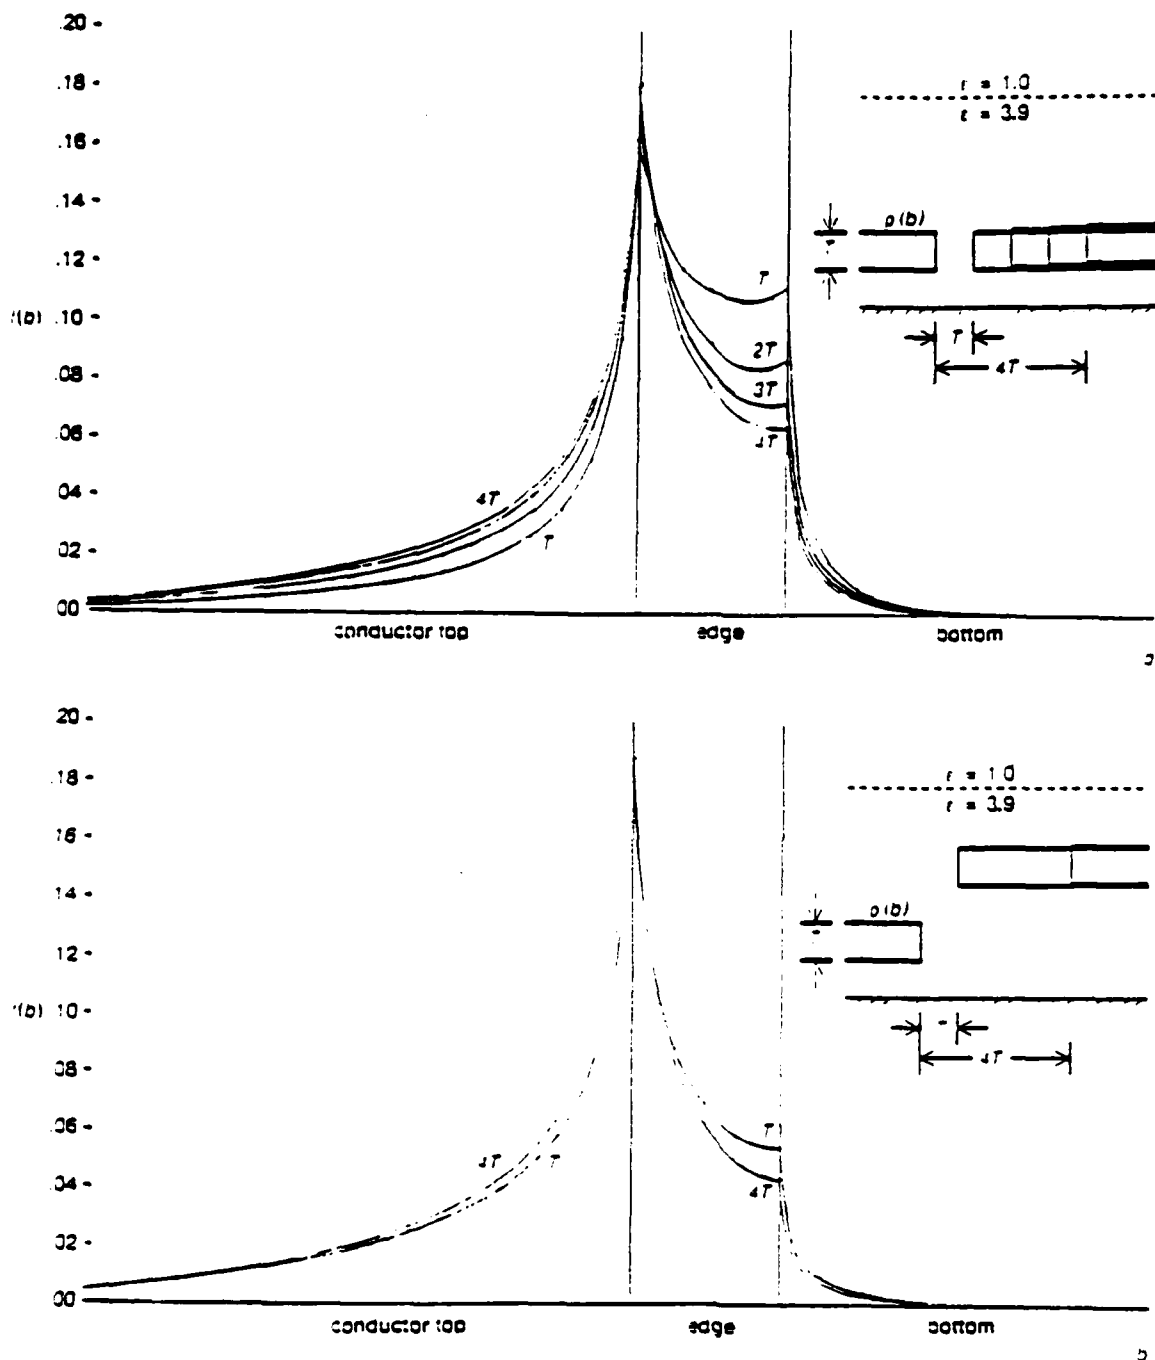 .20
.18
.16
.14
.12
.10
.08
.06
04
02
00
ε = 1.0
ε = 3.9
ρ(b)
T
4T
T
2T
3T
4T
4T
T
conductor top
edge
bottom
20
.18
16
14
12
10
08
06
04
02
00
ε = 1.0
ε = 3.9
ρ(b)
4T
T
4T
4T
T
conductor top
edge
bottom
b